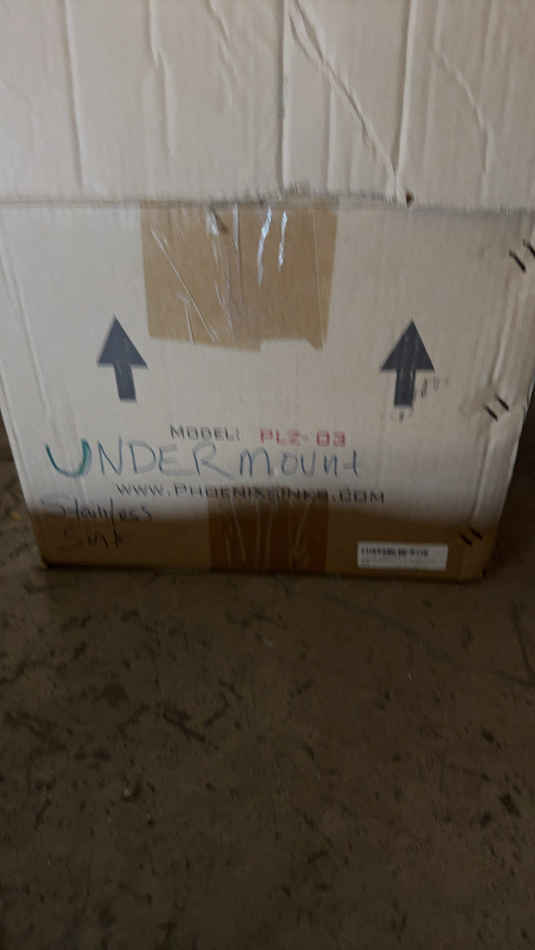 MODEL: PLZ-03
UNDERMOUNT
WWW.PHOENIXSINKS.COM
Stainless
Sink